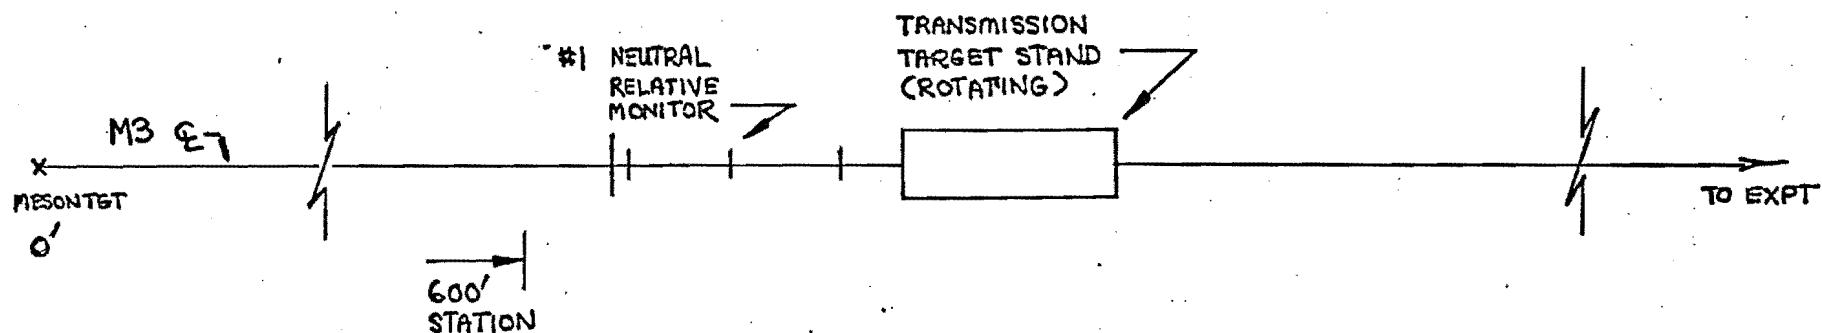 TRANSMISSION
TARGET STAND
(ROTATING)
#1 NEUTRAL
RELATIVE
MONITOR
M3 ℄
MESONTGT
0'
TO EXPT
600'
STATION